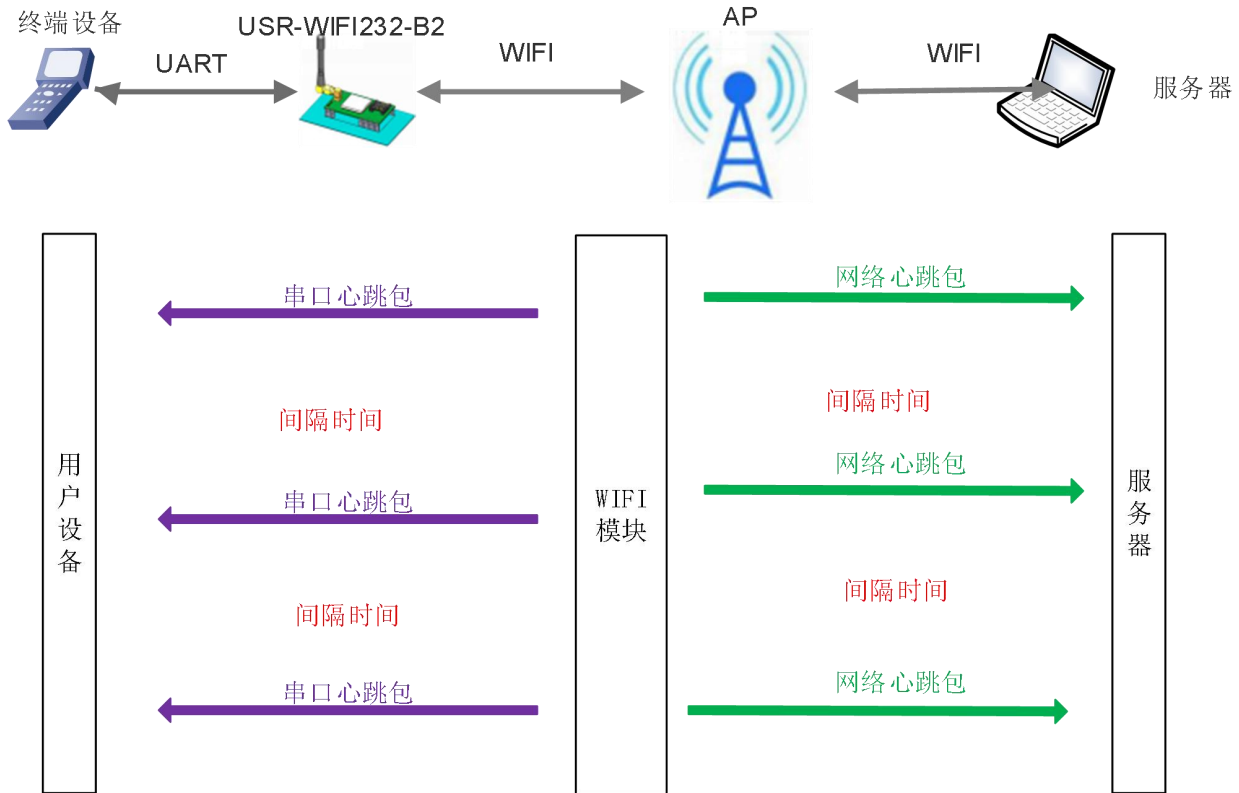 终端设备
USR-WIFI232-B2
AP
UART
WIFI
WIFI
服务器
串口心跳包
网络心跳包
间隔时间
间隔时间
串口心跳包
网络心跳包
用户设备
WIFI
模块
服务器
间隔时间
间隔时间
串口心跳包
网络心跳包